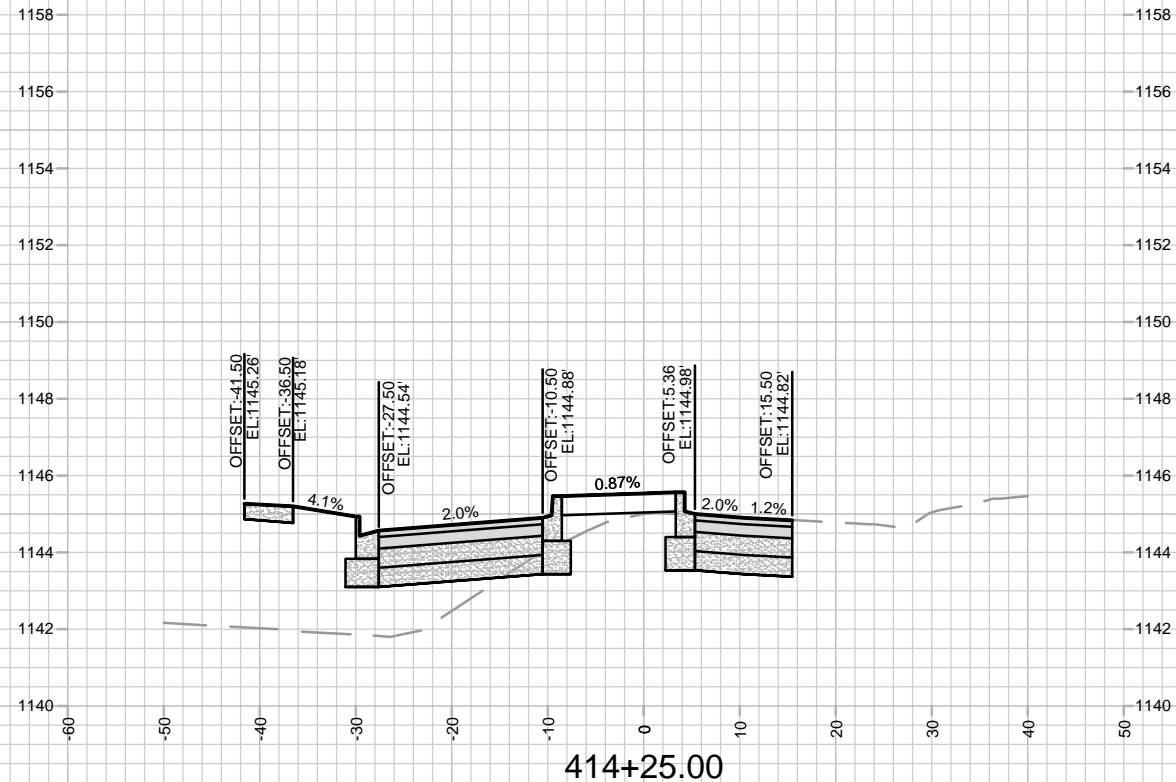 1158 1158
1156 1156
1154 1154
1152 1152
1150 1150
1148 1148
1146 1146
1144 1144
1142 1142
1140 1140
OFFSET:-41.50
EL:1145.26'
OFFSET:-36.50
EL:1145.18'
OFFSET:-27.50
EL:1144.54'
OFFSET:-10.50
EL:1144.88'
OFFSET:5.36
EL:1144.98'
OFFSET:15.50
EL:1144.82'
4.1%
2.0%
0.87%
2.0%
1.2%
-60 -50 -40 -30 -20 -10 0 10 20 30 40 50
414+25.00